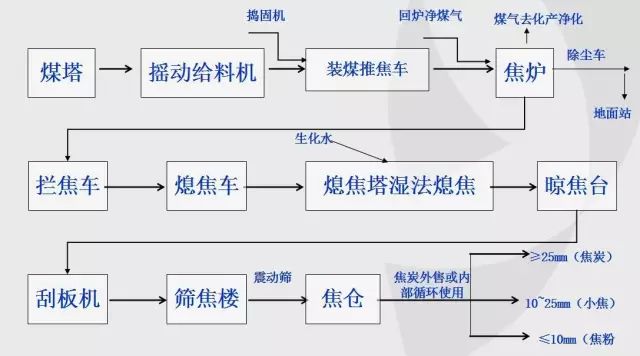 捣固机
回炉净煤气
煤气去化产净化
煤塔
摇动给料机
装煤推焦车
焦炉
除尘车
地面站
生化水
拦焦车
熄焦车
熄焦塔湿法熄焦
晾焦台
刮板机
筛焦楼
震动筛
焦仓
焦炭外售或内
部循环使用
≥25mm（焦炭）
10~25mm（小焦）
≤10mm（焦粉